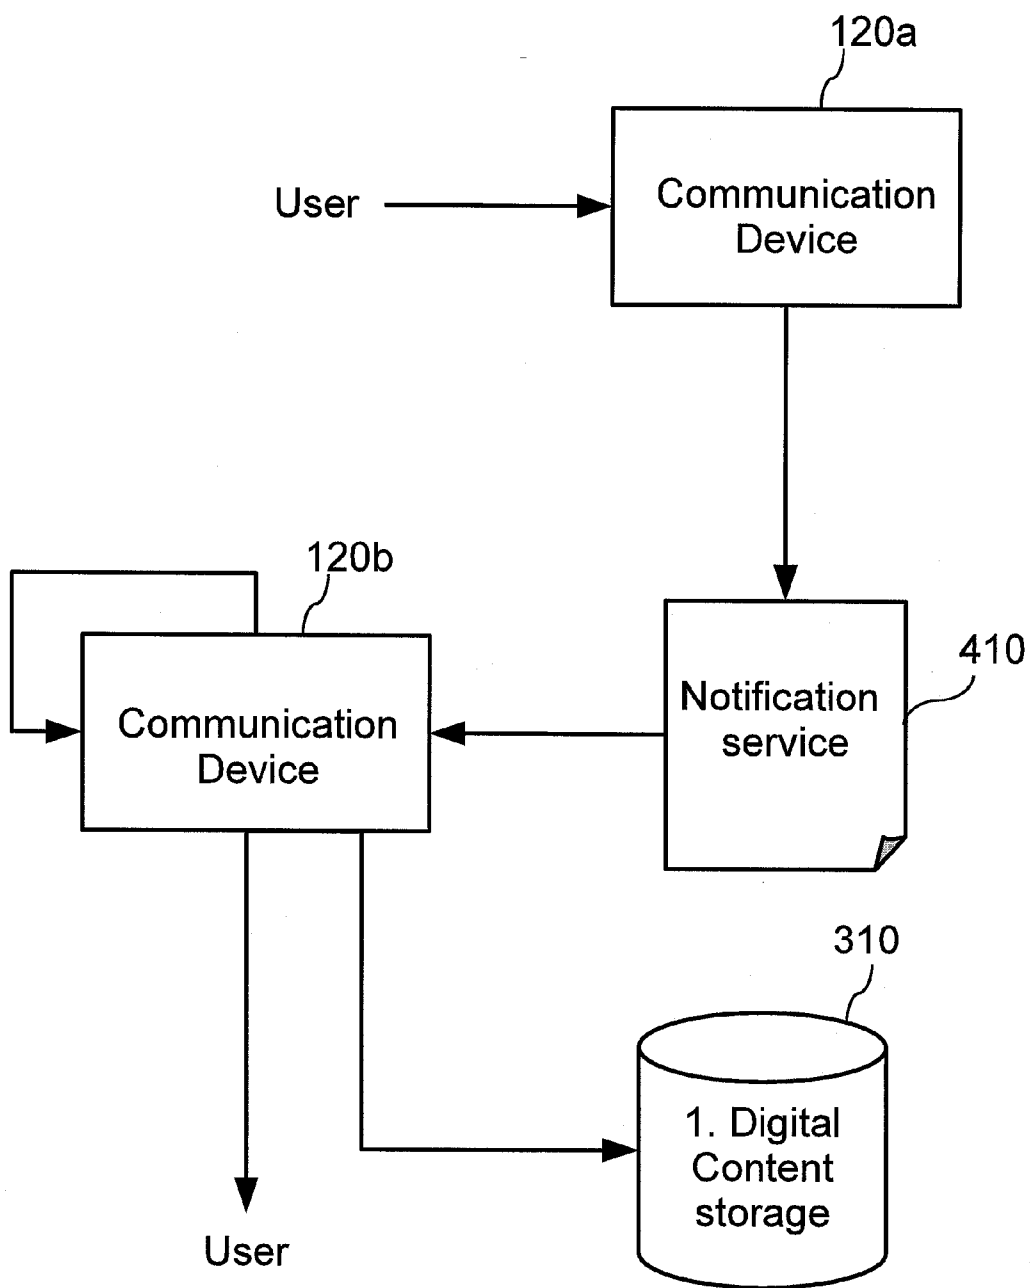 120a
User
Communication
Device
120b
410
Notification
service
Communication
Device
310
1. Digital
Content
storage
User